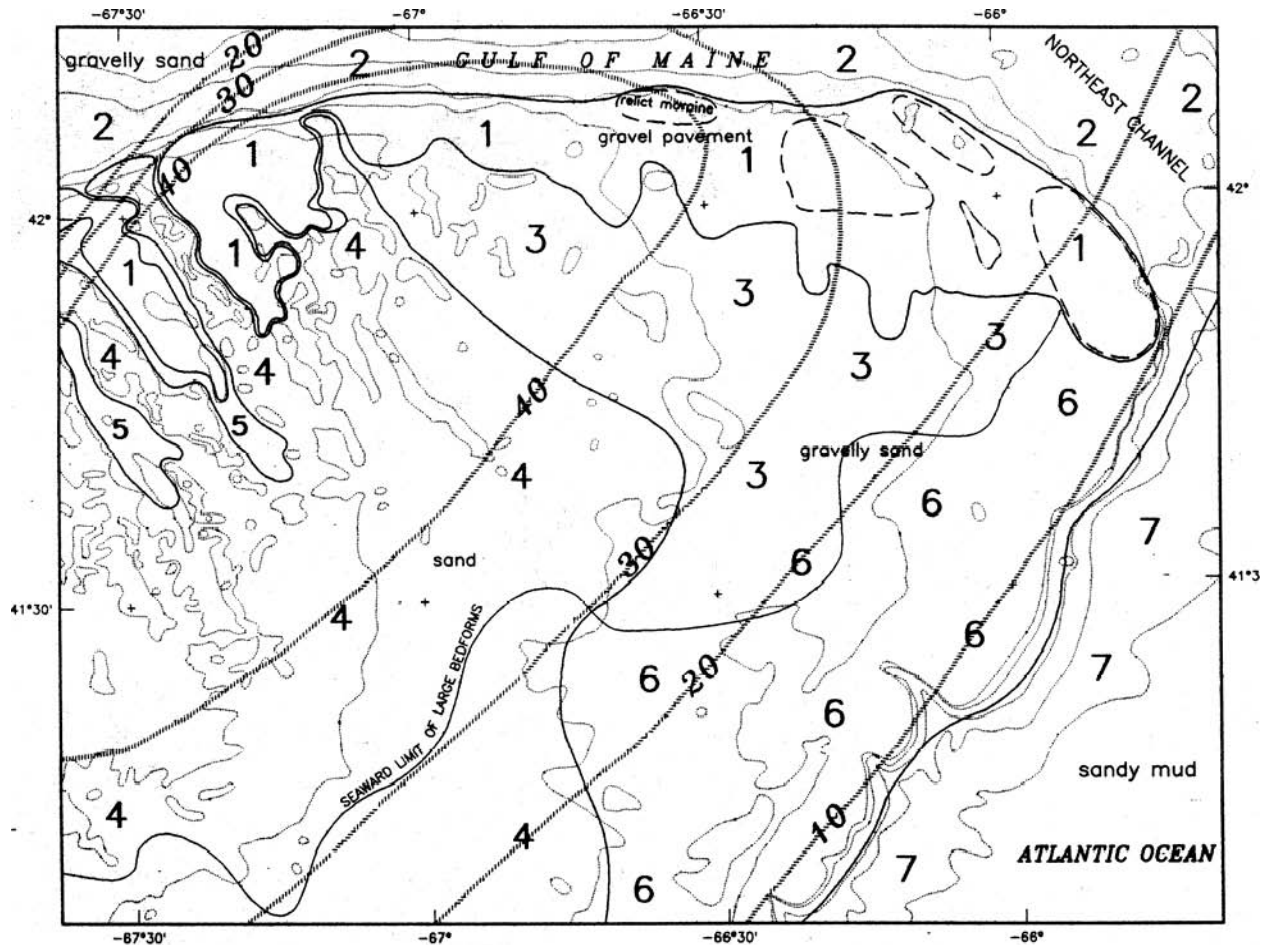 -67°30' -67° -66°30' -66°
gravelly sand 20 2 GULF OF MAINE 2 NORTHEAST CHANNEL 2
30
2 40 1 1 (relict moraine) 2
gravel pavement
1
42° 42°
1 1 4 3 1
3
4 4 3 3
40 6
5 5 gravelly sand
4 3 6 7
sand 30 6
41°30' 41°3
4 SEAWARD LIMIT OF LARGE BEDFORMS 6 20 6 7
6
4 4 10 sandy mud
6 7 ATLANTIC OCEAN
-67°30' -67° -66°30' -66°